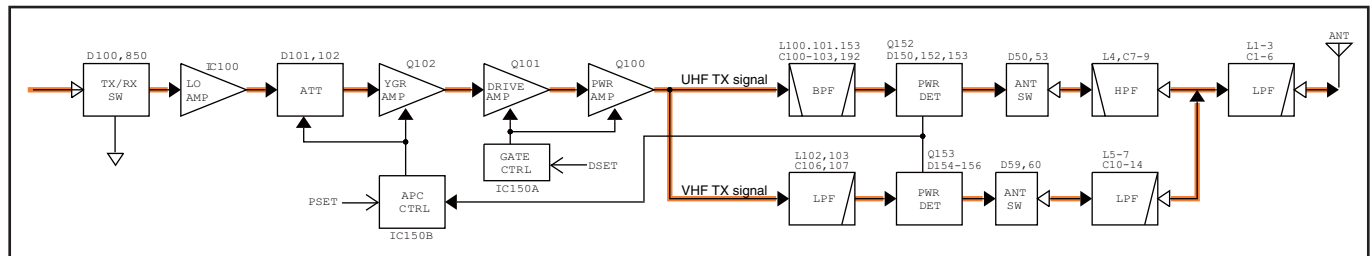 D100,850
TX/RX
SW
IC100
LO
AMP
D101,102
ATT
Q102
YGR
AMP
Q101
DRIVE
AMP
Q100
PWR
AMP
GATE
CTRL
IC150A
DSET
PSET
APC
CTRL
IC150B
UHF TX signal
L100.101.153
C100-103,192
BPF
Q152
D150,152,153
PWR
DET
D50,53
ANT
SW
L4,C7-9
HPF
L1-3
C1-6
LPF
ANT
VHF TX signal
L102,103
C106,107
LPF
Q153
D154-156
PWR
DET
D59,60
ANT
SW
L5-7
C10-14
LPF